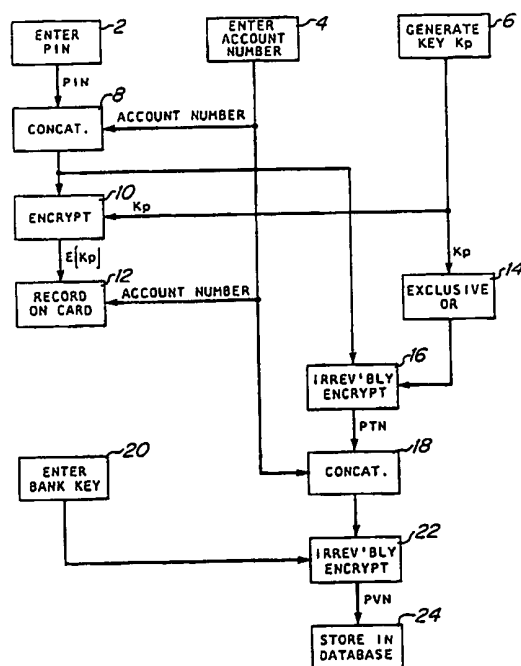 2
ENTER
PIN
4
ENTER
ACCOUNT
NUMBER
6
GENERATE
KEY Kp
PIN
8
CONCAT.
ACCOUNT NUMBER
10
ENCRYPT
Kp
E[Kp]
Kp
12
RECORD
ON CARD
ACCOUNT NUMBER
14
EXCLUSIVE
OR
16
IRREV'BLY
ENCRYPT
PTN
18
CONCAT.
20
ENTER
BANK KEY
22
IRREV'BLY
ENCRYPT
PVN
24
STORE IN
DATABASE